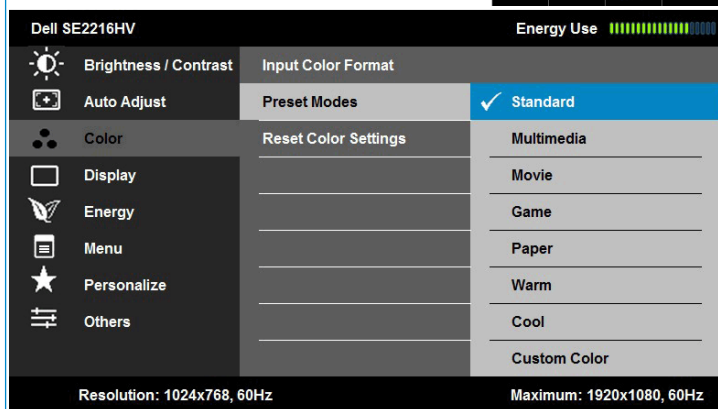 Dell SE2216HV Energy Use
Brightness / Contrast Input Color Format
Auto Adjust Preset Modes Standard
Color Reset Color Settings Multimedia
Display Movie
Energy Game
Menu Paper
Personalize Warm
Others Cool
Custom Color
Resolution: 1024x768, 60Hz Maximum: 1920x1080, 60Hz